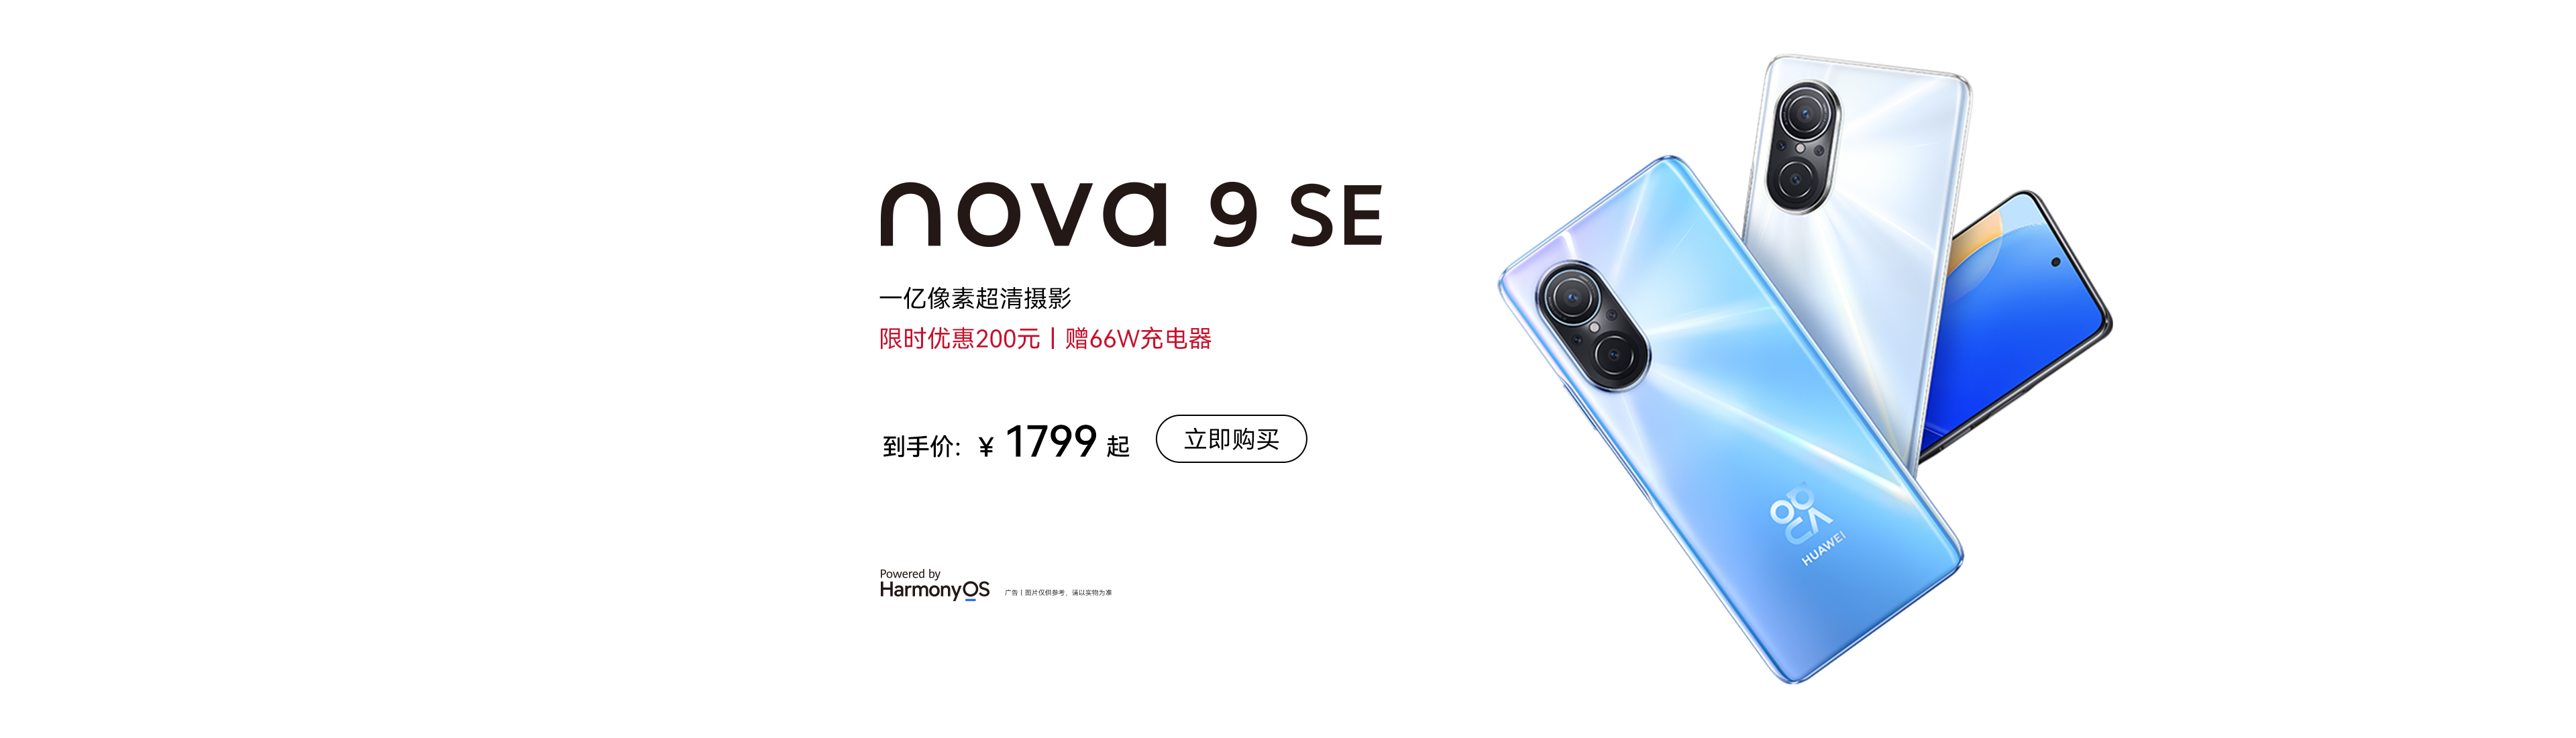 nova 9 SE
一亿像素超清摄影
限时优惠200元丨赠66W充电器
到手价: ¥ 1799 起
立即购买
Powered by
HarmonyOS
广告丨图片仅供参考，请以实物为准
nova
HUAWEI